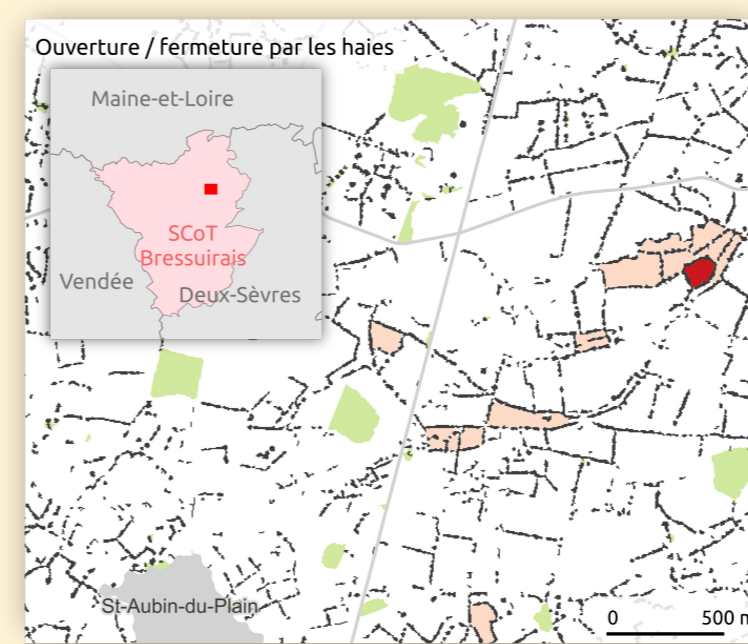 Ouverture / fermeture par les haies
Maine-et-Loire
SCoT
Bressuirais
Vendée
Deux-Sèvres
St-Aubin-du-Plain
0 500 m